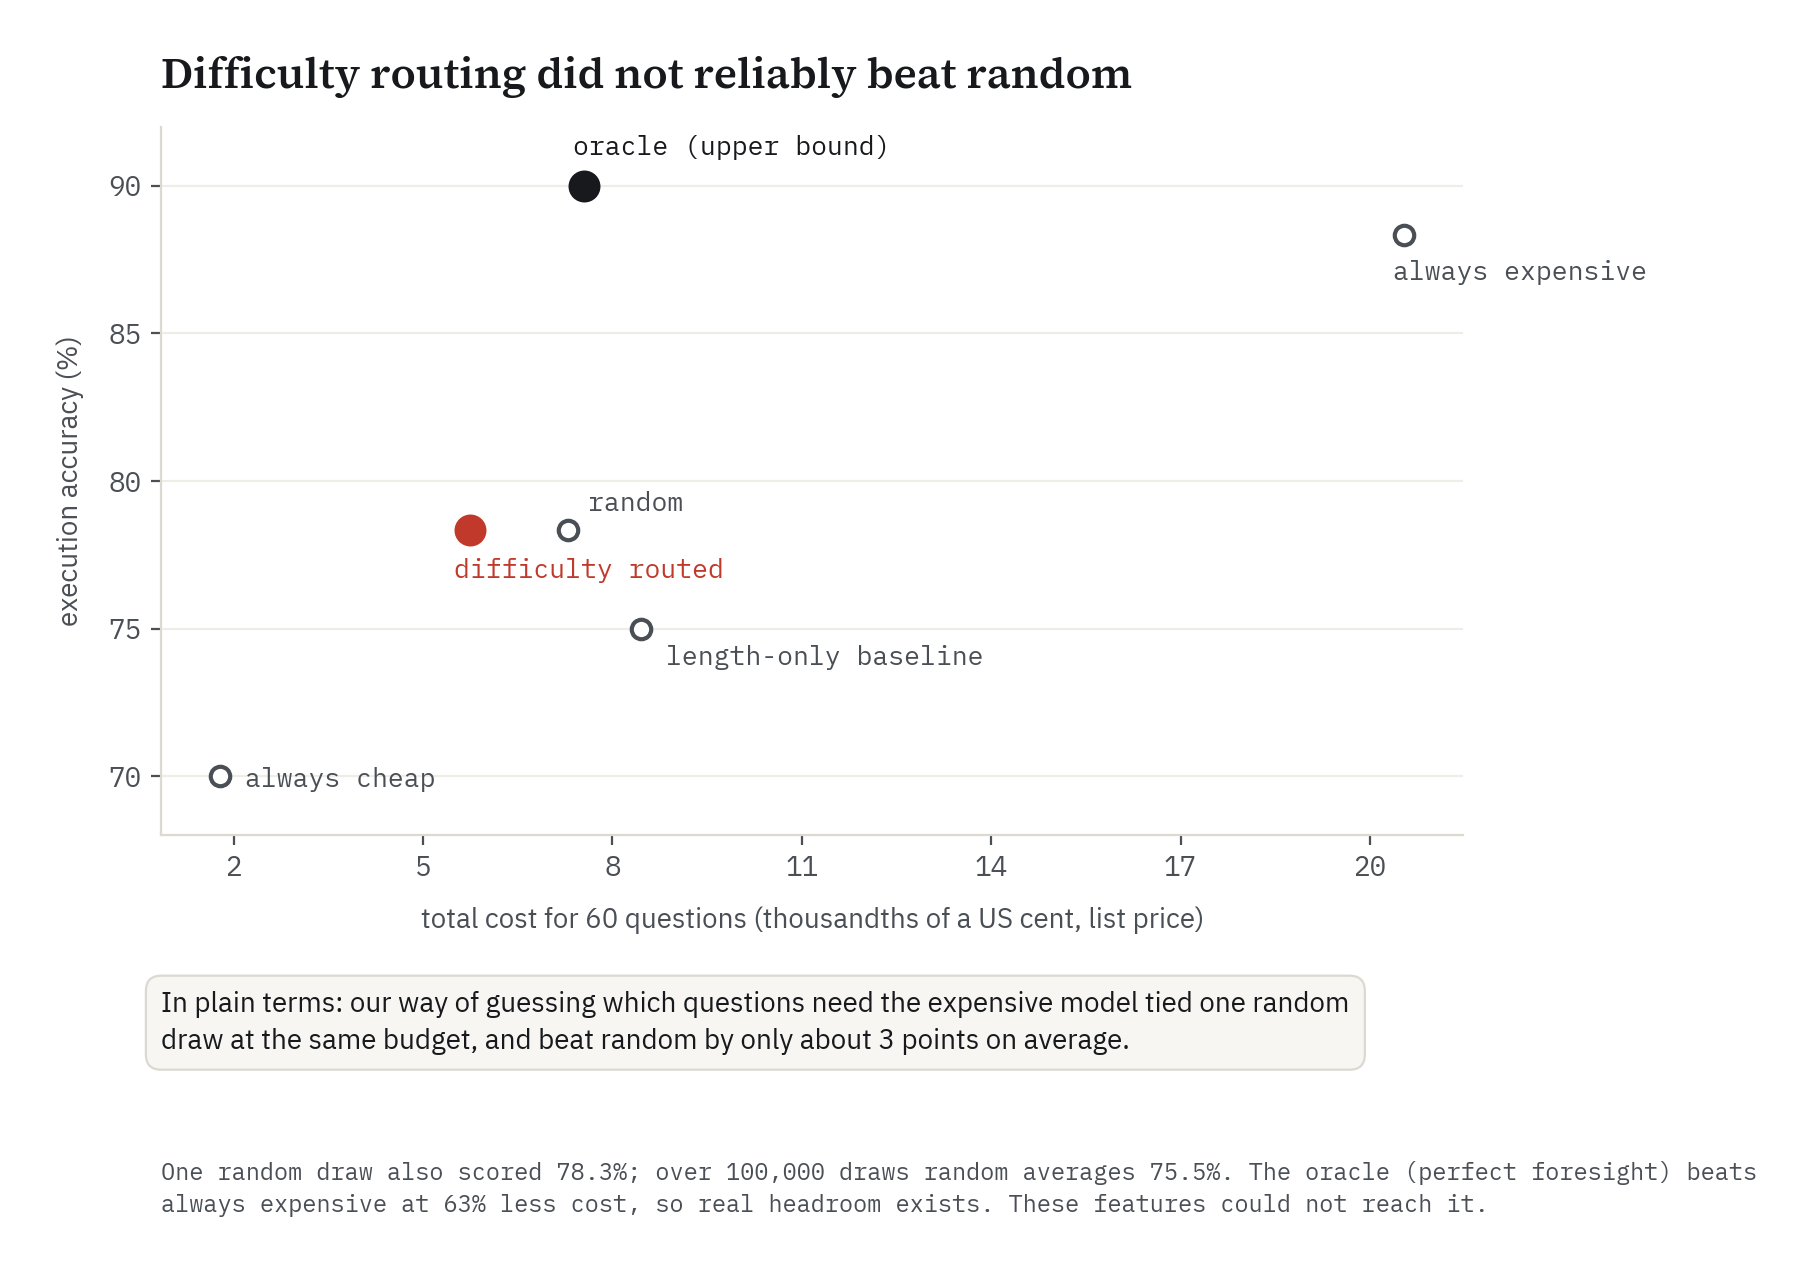 Difficulty routing did not reliably beat random
oracle (upper bound)
90
always expensive
85
execution accuracy (%)
80
random
difficulty routed
75
length-only baseline
70
always cheap
2 5 8 11 14 17 20
total cost for 60 questions (thousandths of a US cent, list price)
In plain terms: our way of guessing which questions need the expensive model tied one random
draw at the same budget, and beat random by only about 3 points on average.
One random draw also scored 78.3%; over 100,000 draws random averages 75.5%. The oracle (perfect foresight) beats
always expensive at 63% less cost, so real headroom exists. These features could not reach it.